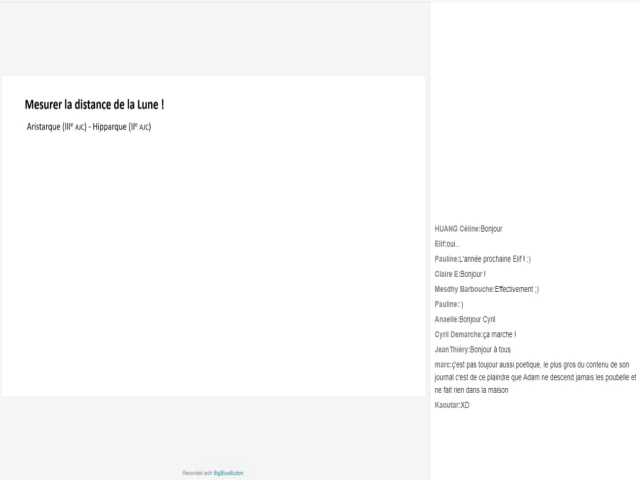 Mesurer la distance de la Lune !
Aristarque (IIIe AJC) - Hipparque (IIe AJC)
HUANG Céline:Bonjour
Elif:oui...
Pauline:L'année prochaine Elif ! ;)
Claire E:Bonjour !
Mesdhy Barbouche:Effectivement ;)
Pauline::)
Anaelle:Bonjour Cyril
Cyril Demarche:ça marche !
JeanThiéry:Bonjour à tous
marc:ç'est pas toujour aussi poetique, le plus gros du contenu de son
journal c'est de ce plaindre que Adam ne descend jamais les poubelle et
ne fait rien dans la maison
Kaoutar:XD
Recorded with BigBlueButton